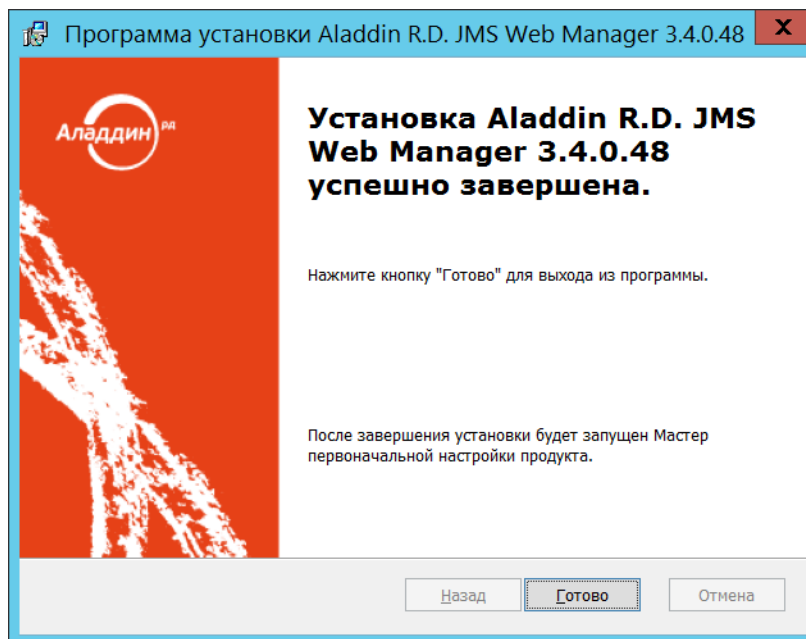 Программа установки Aladdin R.D. JMS Web Manager 3.4.0.48
Аладдин РД
Установка Aladdin R.D. JMS
Web Manager 3.4.0.48
успешно завершена.
Нажмите кнопку "Готово" для выхода из программы.
После завершения установки будет запущен Мастер
первоначальной настройки продукта.
Назад Готово Отмена